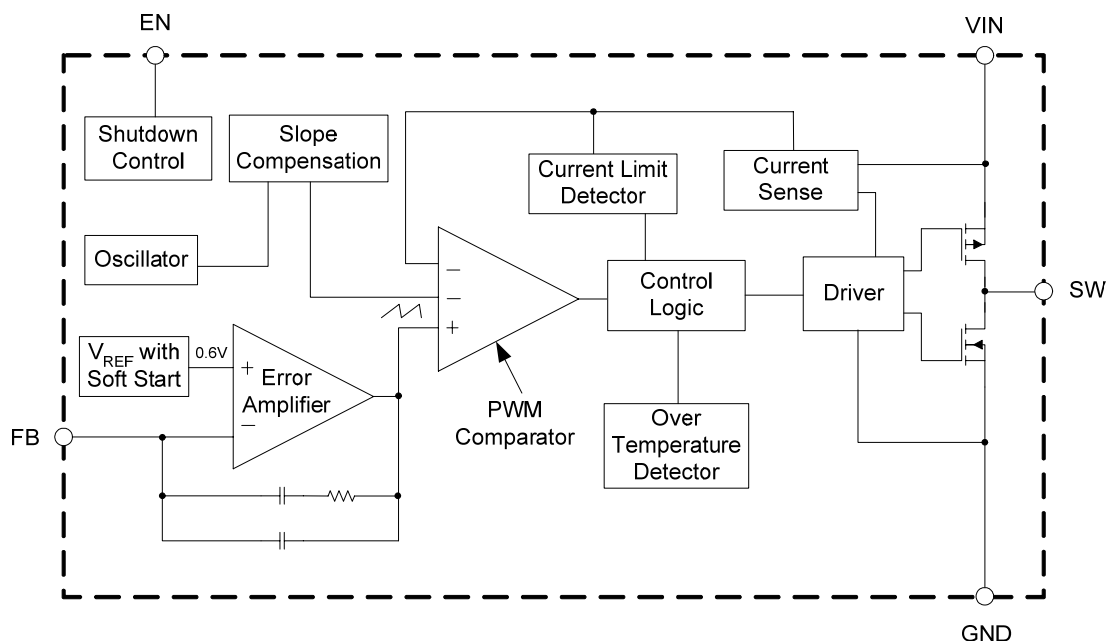 EN
VIN
Shutdown
Control
Slope
Compensation
Current Limit
Detector
Current
Sense
Oscillator
Control
Logic
Driver
SW
−
−
+
VREF with
Soft Start
0.6V
+
Error
Amplifier
−
PWM
Comparator
Over
Temperature
Detector
FB
GND